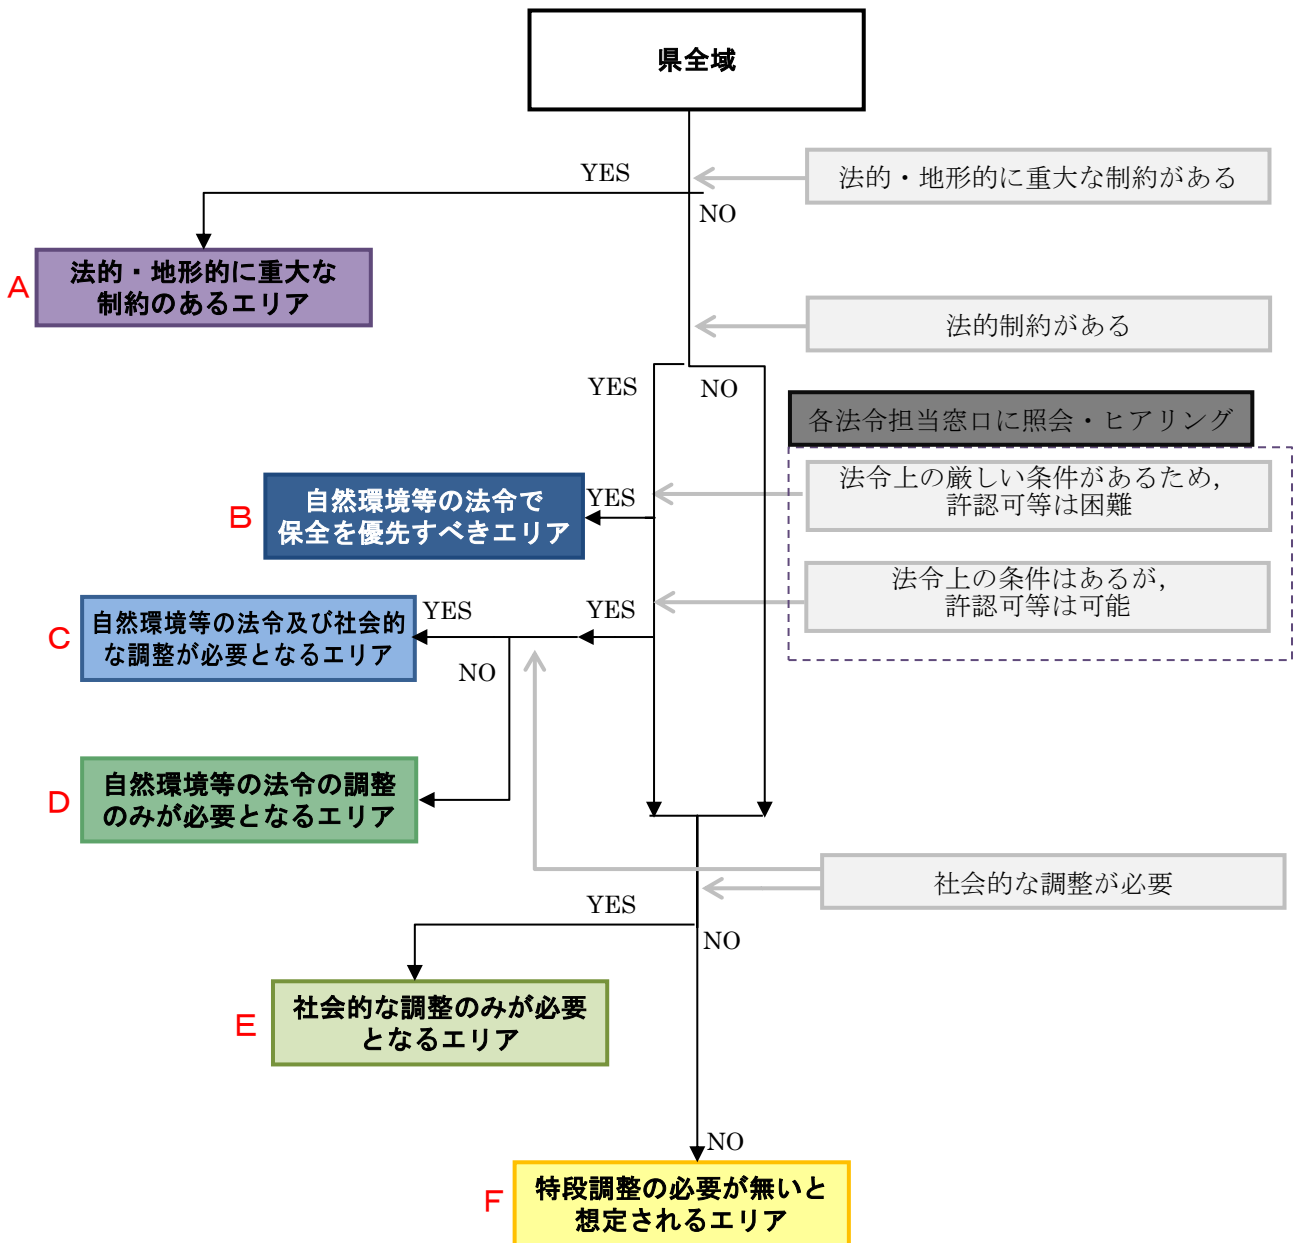 県全域
YES
法的・地形的に重大な制約がある
NO
A
法的・地形的に重大な
制約のあるエリア
法的制約がある
YES
NO
各法令担当窓口に照会・ヒアリング
法令上の厳しい条件があるため,
許認可等は困難
B
自然環境等の法令で
保全を優先すべきエリア
YES
法令上の条件はあるが,
許認可等は可能
C
自然環境等の法令及び社会的
な調整が必要となるエリア
YES
YES
NO
D
自然環境等の法令の調整
のみが必要となるエリア
社会的な調整が必要
YES
NO
E
社会的な調整のみが必要
となるエリア
NO
F
特段調整の必要が無いと
想定されるエリア